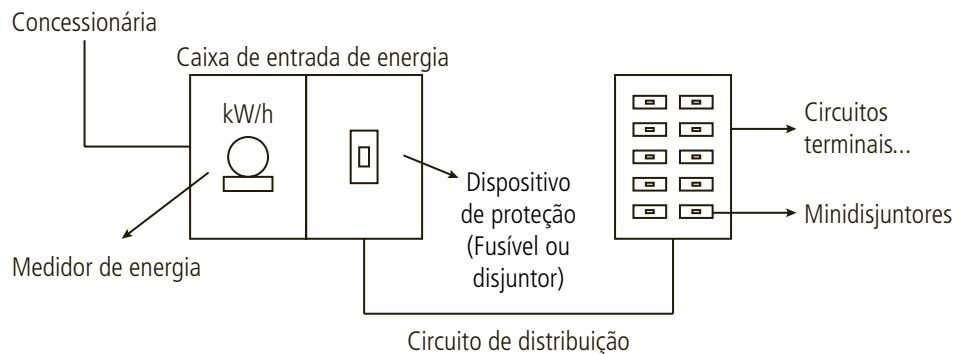 Concessionária
Caixa de entrada de energia
kW/h
Medidor de energia
Dispositivo
de proteção
(Fusível ou
disjuntor)
Circuitos
terminais...
Minidisjuntores
Circuito de distribuição